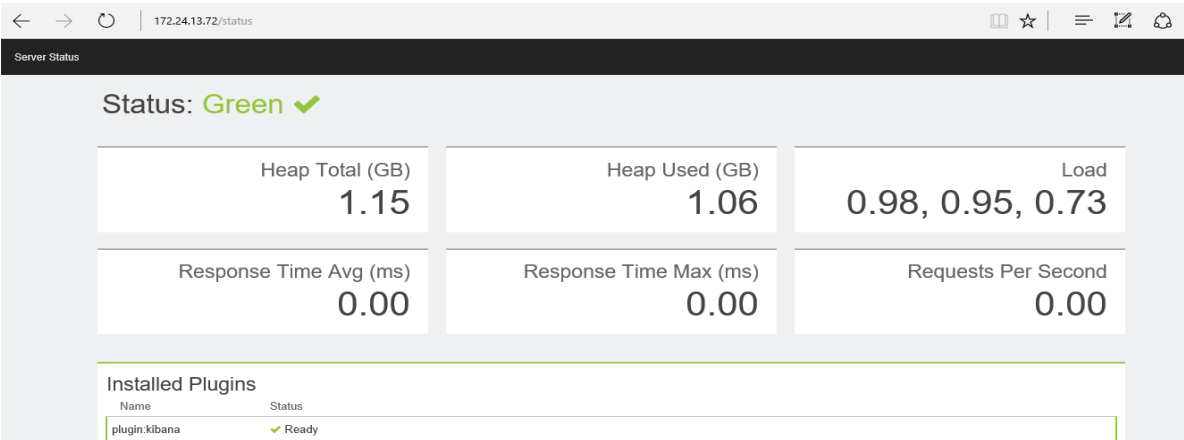 172.24.13.72/status
Server Status
Status: Green
Heap Total (GB)
1.15
Heap Used (GB)
1.06
Load
0.98, 0.95, 0.73
Response Time Avg (ms)
0.00
Response Time Max (ms)
0.00
Requests Per Second
0.00
Installed Plugins
Name Status
plugin:kibana Ready